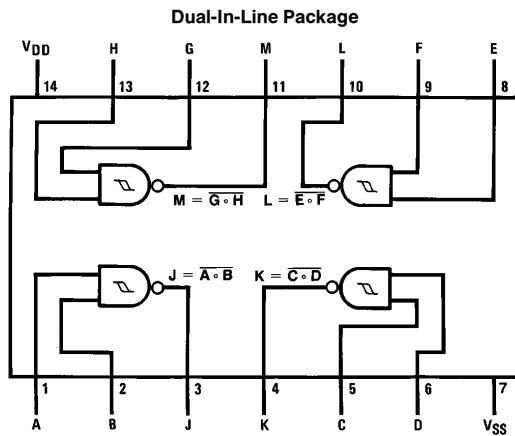 Dual-In-Line Package
VDD H G M L F E
14 13 12 11 10 9 8
M = G ∘ H L = E ∘ F
J = A ∘ B K = C ∘ D
1 2 3 4 5 6 7
A B J K C D VSS